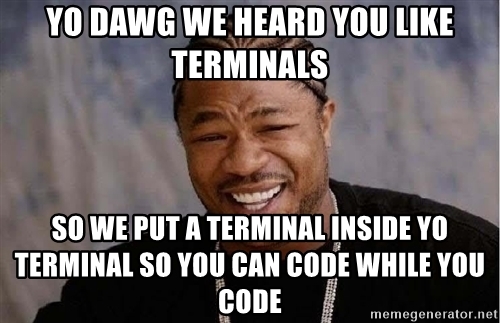 YO DAWG WE HEARD YOU LIKE
TERMINALS
SO WE PUT A TERMINAL INSIDE YO
TERMINAL SO YOU CAN CODE WHILE YOU
CODE
memegenerator.net